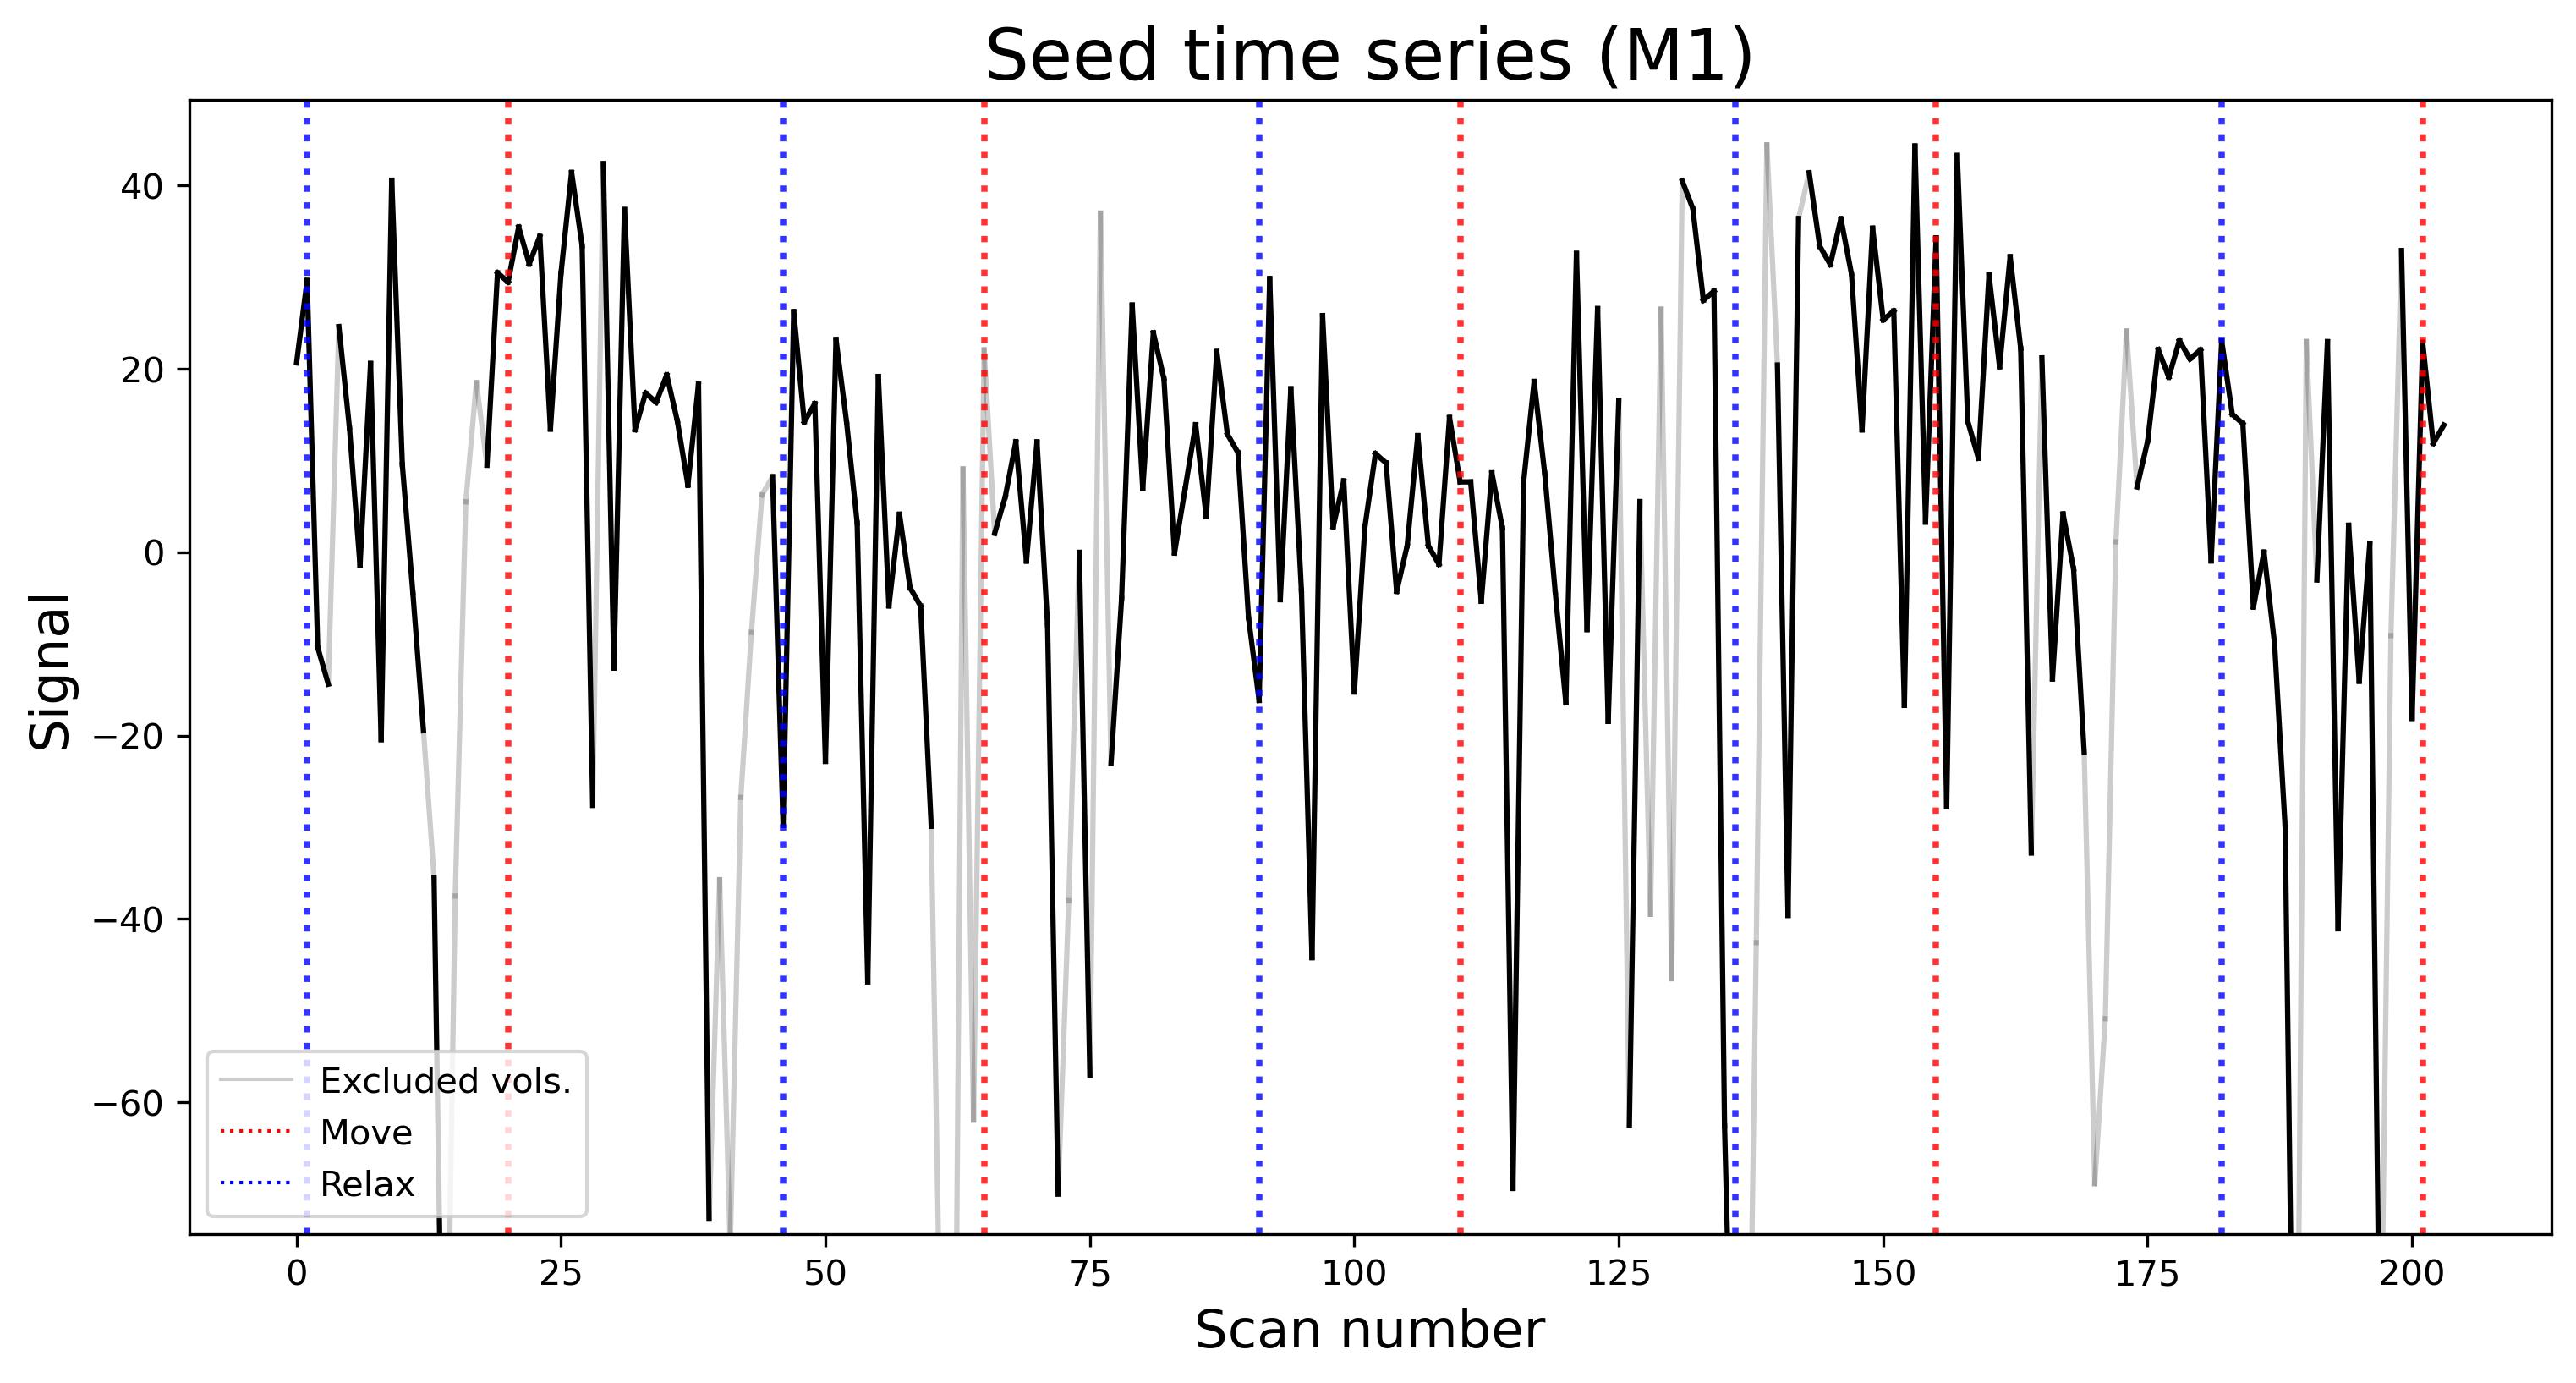 Seed time series (M1)
Signal
40
20
0
−20
−40
−60
Excluded vols.
Move
Relax
0 25 50 75 100 125 150 175 200
Scan number